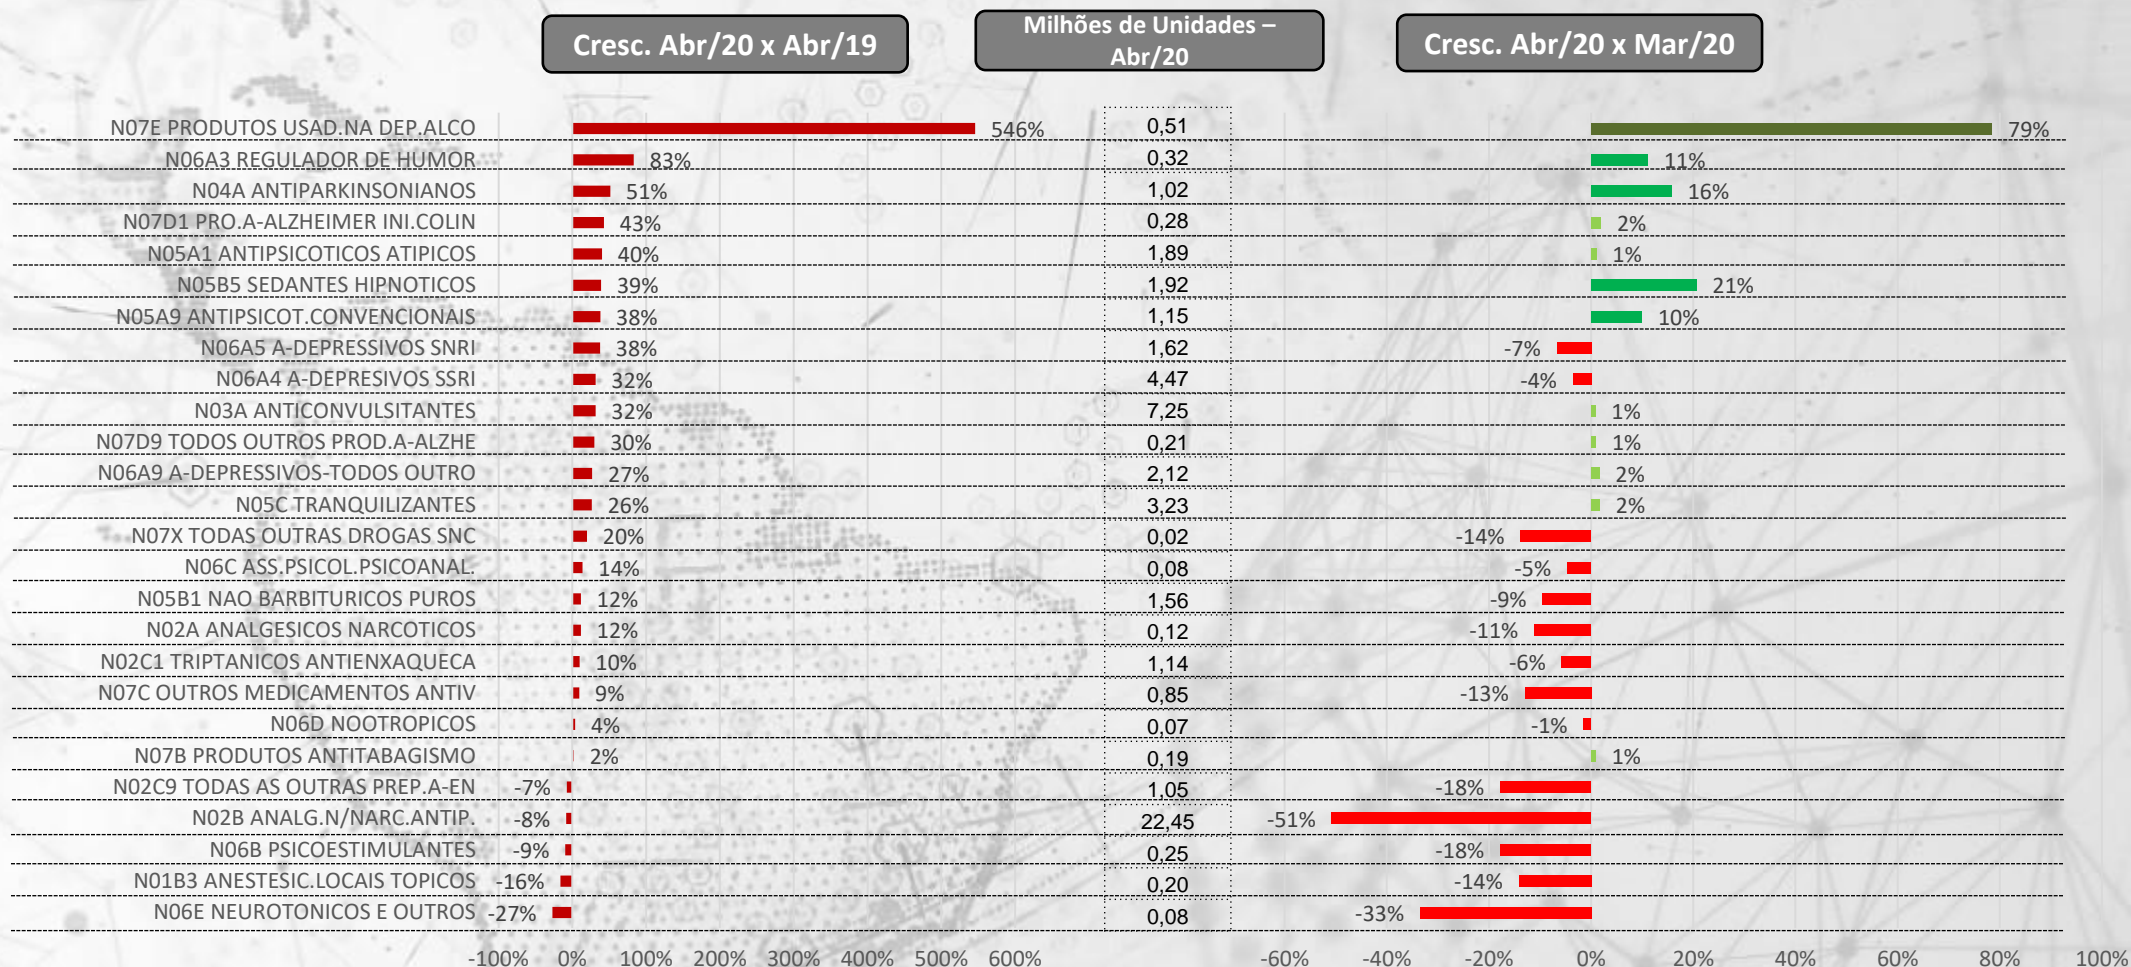 Cresc. Abr/20 x Abr/19
Milhões de Unidades –
Abr/20
Cresc. Abr/20 x Mar/20
N07E PRODUTOS USAD.NA DEP.ALCO 546% 0,51 79%
N06A3 REGULADOR DE HUMOR 83% 0,32 11%
N04A ANTIPARKINSONIANOS 51% 1,02 16%
N07D1 PRO.A-ALZHEIMER INI.COLIN 43% 0,28 2%
N05A1 ANTIPSICOTICOS ATIPICOS 40% 1,89 1%
N05B5 SEDANTES HIPNOTICOS 39% 1,92 21%
N05A9 ANTIPSICOT.CONVENCIONAIS 38% 1,15 10%
N06A5 A-DEPRESSIVOS SNRI 38% 1,62 -7%
N06A4 A-DEPRESIVOS SSRI 32% 4,47 -4%
N03A ANTICONVULSITANTES 32% 7,25 1%
N07D9 TODOS OUTROS PROD.A-ALZHE 30% 0,21 1%
N06A9 A-DEPRESSIVOS-TODOS OUTRO 27% 2,12 2%
N05C TRANQUILIZANTES 26% 3,23 2%
N07X TODAS OUTRAS DROGAS SNC 20% 0,02 -14%
N06C ASS.PSICOL.PSICOANAL. 14% 0,08 -5%
N05B1 NAO BARBITURICOS PUROS 12% 1,56 -9%
N02A ANALGESICOS NARCOTICOS 12% 0,12 -11%
N02C1 TRIPTANICOS ANTIENXAQUECA 10% 1,14 -6%
N07C OUTROS MEDICAMENTOS ANTIV 9% 0,85 -13%
N06D NOOTROPICOS 4% 0,07 -1%
N07B PRODUTOS ANTITABAGISMO 2% 0,19 1%
N02C9 TODAS AS OUTRAS PREP.A-EN -7% 1,05 -18%
N02B ANALG.N/NARC.ANTIP. -8% 22,45 -51%
N06B PSICOESTIMULANTES -9% 0,25 -18%
N01B3 ANESTESIC.LOCAIS TOPICOS -16% 0,20 -14%
N06E NEUROTONICOS E OUTROS -27% 0,08 -33%
-100% 0% 100% 200% 300% 400% 500% 600% -60% -40% -20% 0% 20% 40% 60% 80% 100%